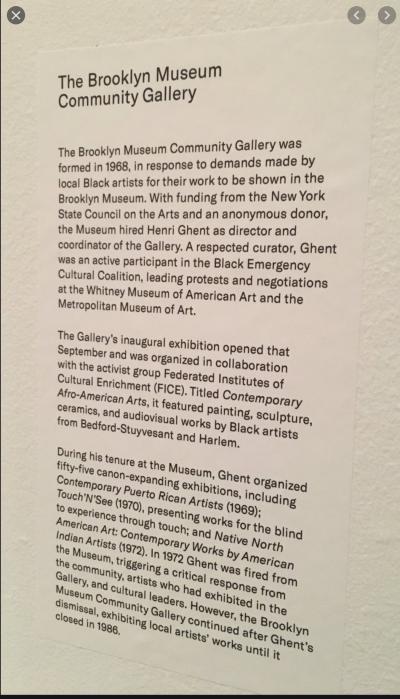 The Brooklyn Museum
Community Gallery
The Brooklyn Museum Community Gallery was
formed in 1968, in response to demands made by
local Black artists for their work to be shown in the
Brooklyn Museum. With funding from the New York
State Council on the Arts and an anonymous donor,
the Museum hired Henri Ghent as director and
coordinator of the Gallery. A respected curator, Ghent
was an active participant in the Black Emergency
Cultural Coalition, leading protests and negotiations
at the Whitney Museum of American Art and the
Metropolitan Museum of Art.
The Gallery's inaugural exhibition opened that
September and was organized in collaboration
with the activist group Federated Institutes of
Cultural Enrichment (FICE). Titled Contemporary
Afro-American Arts, it featured painting, sculpture,
ceramics, and audiovisual works by Black artists
from Bedford-Stuyvesant and Harlem.
During his tenure at the Museum, Ghent organized
fifty-five canon-expanding exhibitions, including
Contemporary Puerto Rican Artists (1969);
Touch'N'See (1970), presenting works for the blind
to experience through touch; and Native North
American Art: Contemporary Works by American
Indian Artists (1972). In 1972 Ghent was fired from
the Museum, triggering a critical response from
the community, artists who had exhibited in the
Gallery, and cultural leaders. However, the Brooklyn
Museum Community Gallery continued after Ghent's
dismissal, exhibiting local artists' works until it
closed in 1986.